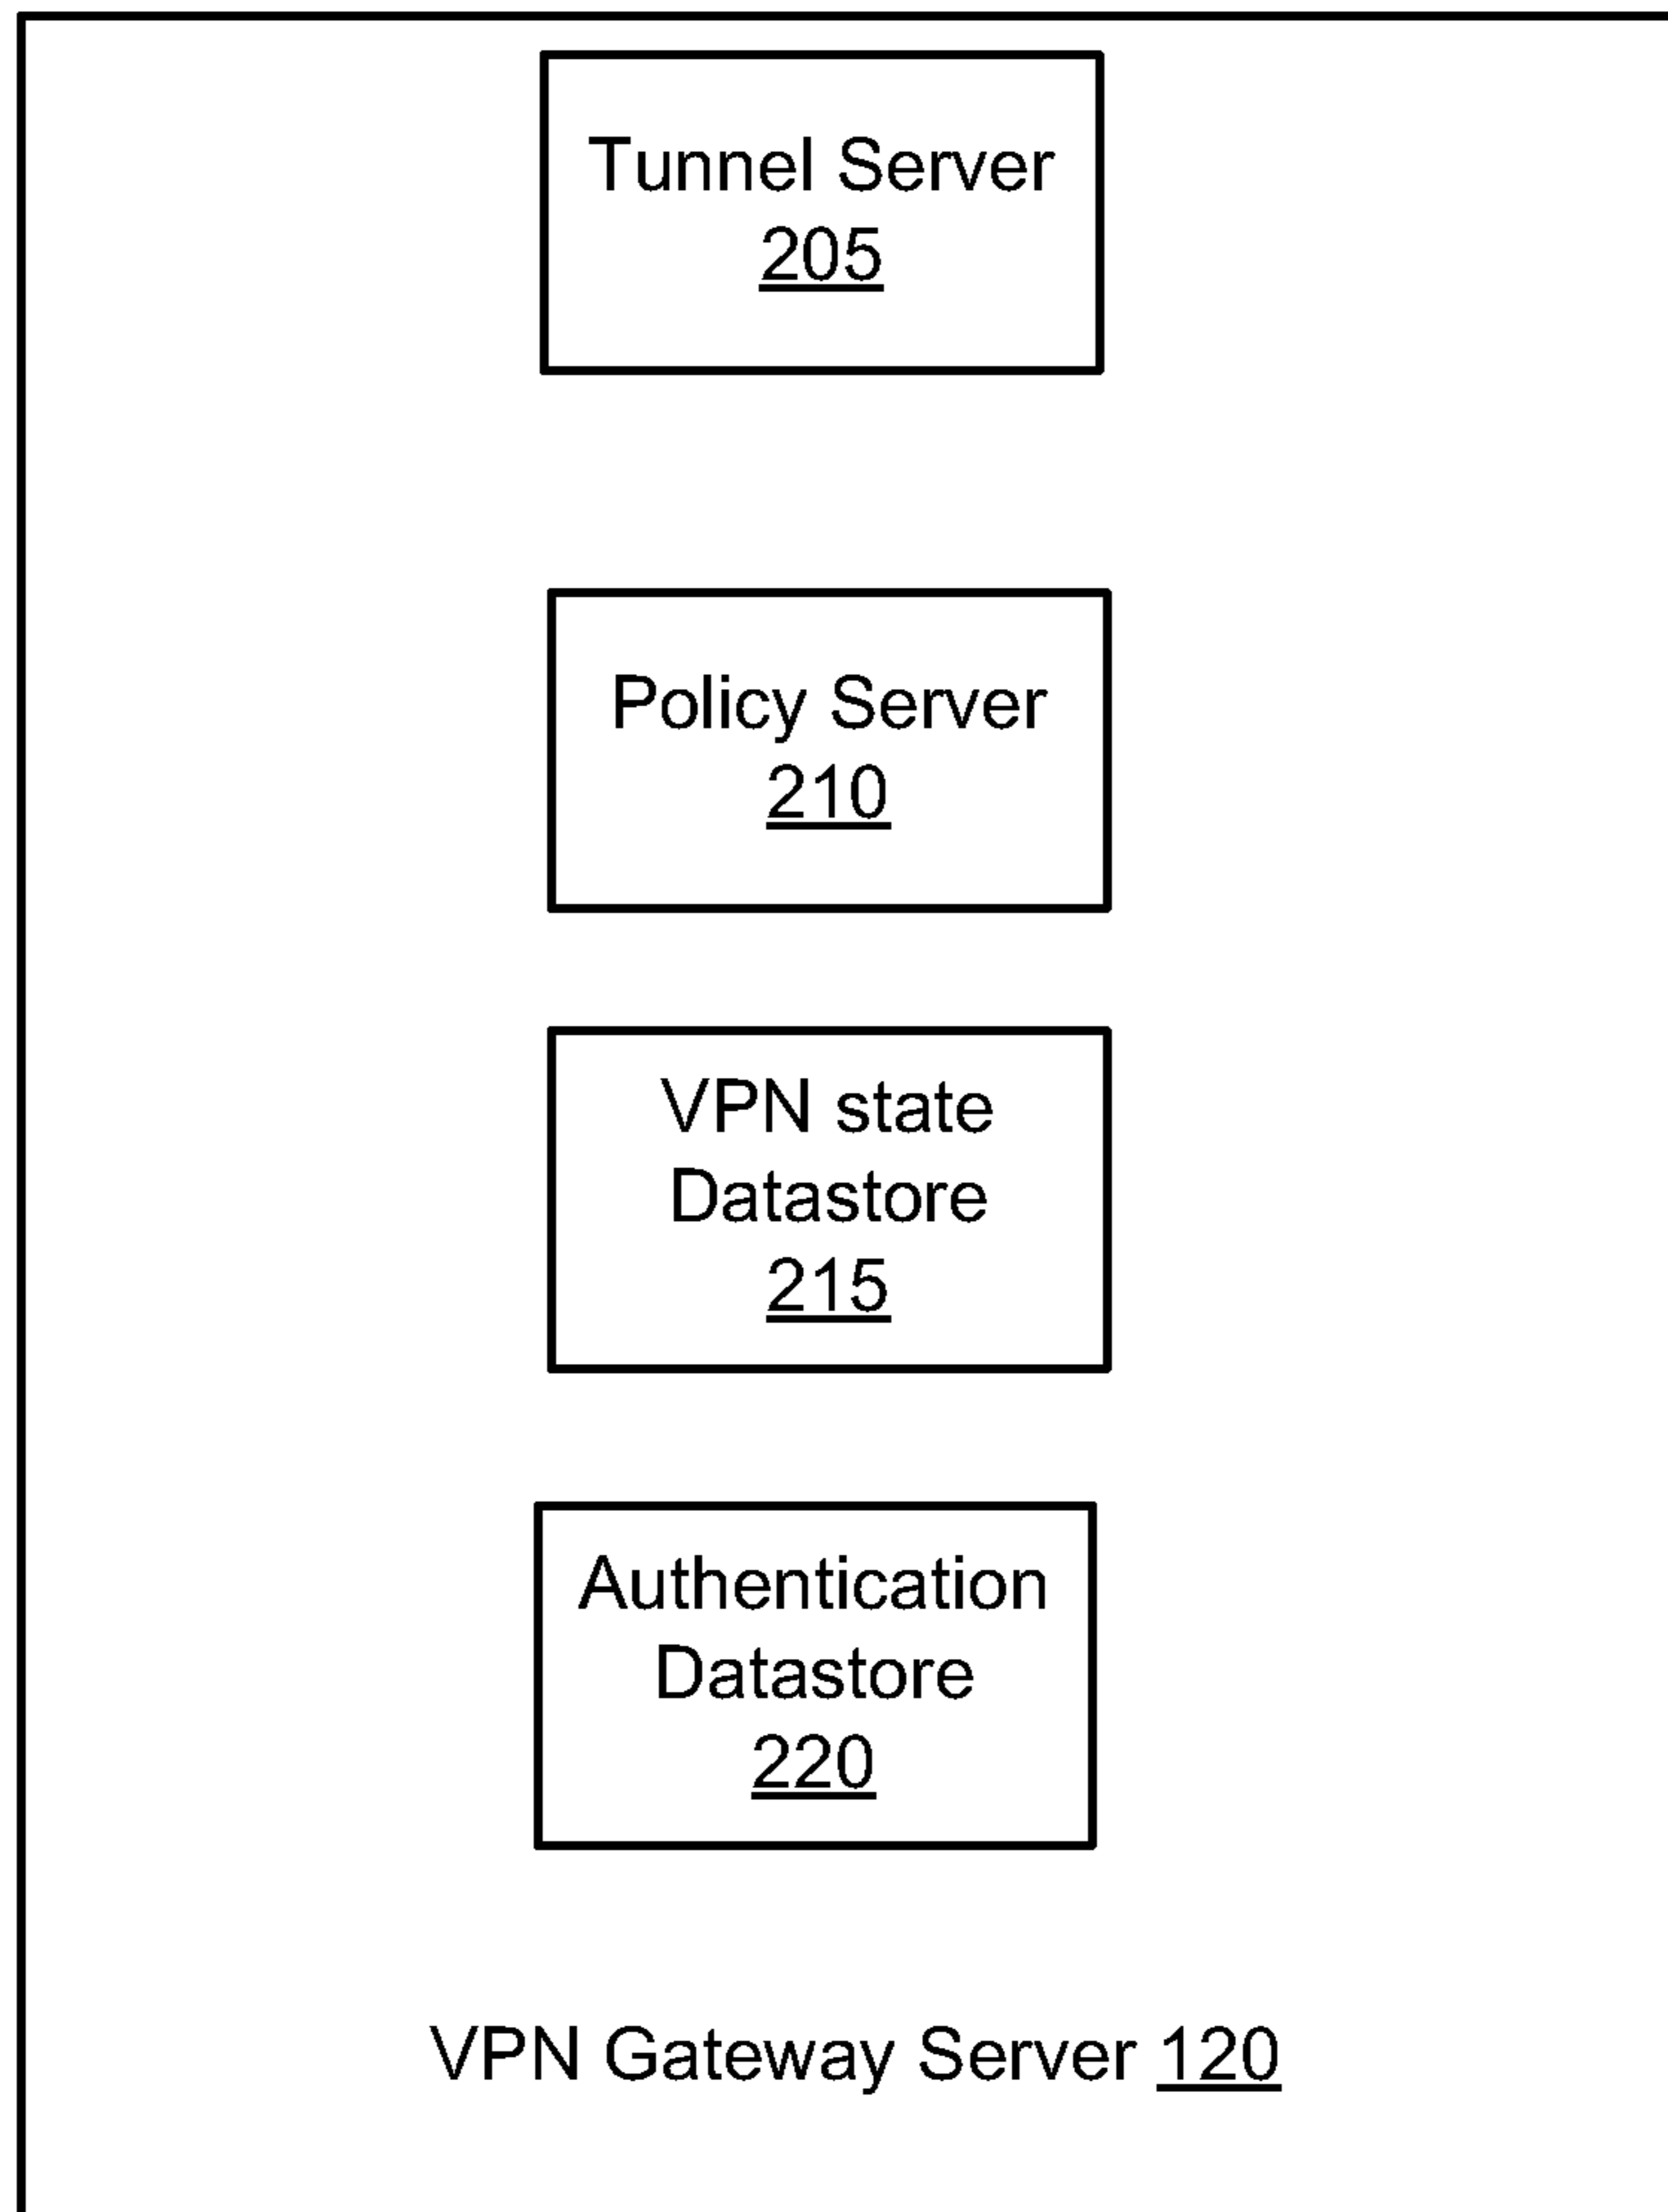 Tunnel Server
205
Policy Server
210
VPN state
Datastore
215
Authentication
Datastore
220
VPN Gateway Server 120